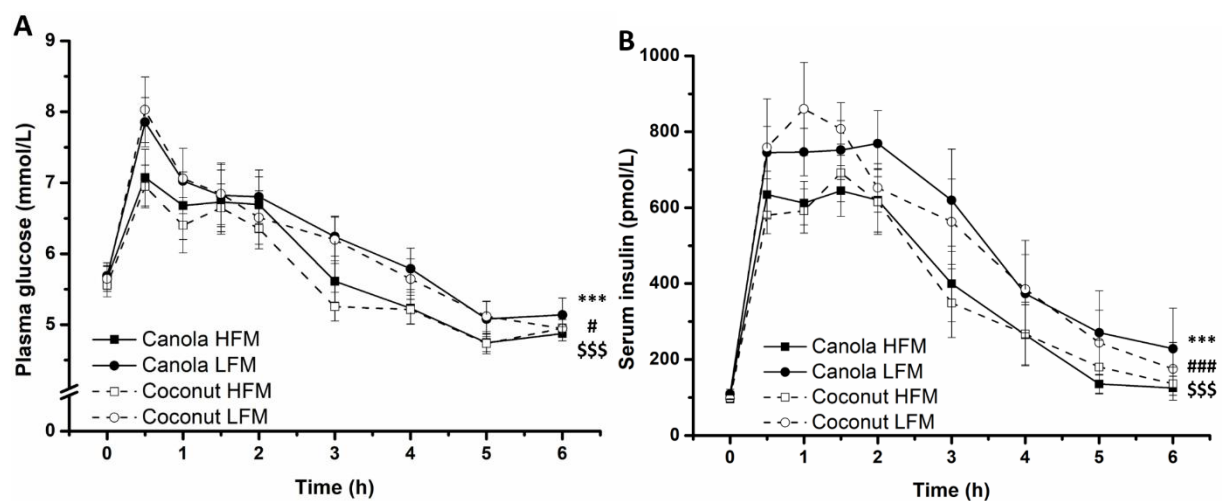 A
Plasma glucose (mmol/L)
9
8
7
6
5
0
Canola HFM
Canola LFM
Coconut HFM
Coconut LFM
***
#
$$$
0 1 2 3 4 5 6
Time (h)
B
Serum insulin (pmol/L)
1000
800
600
400
200
0
Canola HFM
Canola LFM
Coconut HFM
Coconut LFM
***
###
$$$
0 1 2 3 4 5 6
Time (h)